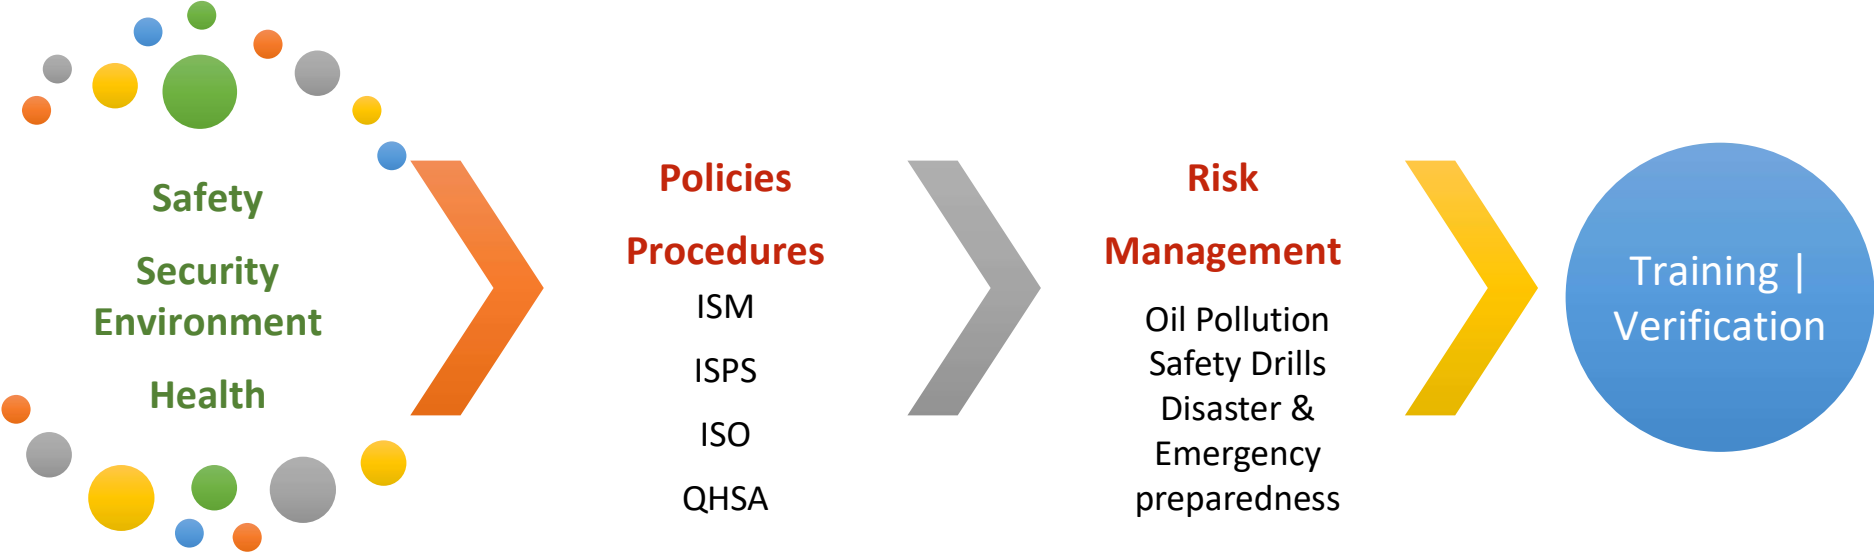 Safety
Security
Environment
Health
Policies
Procedures
ISM
ISPS
ISO
QHSA
Risk
Management
Oil Pollution
Safety Drills
Disaster &
Emergency
preparedness
Training |
Verification